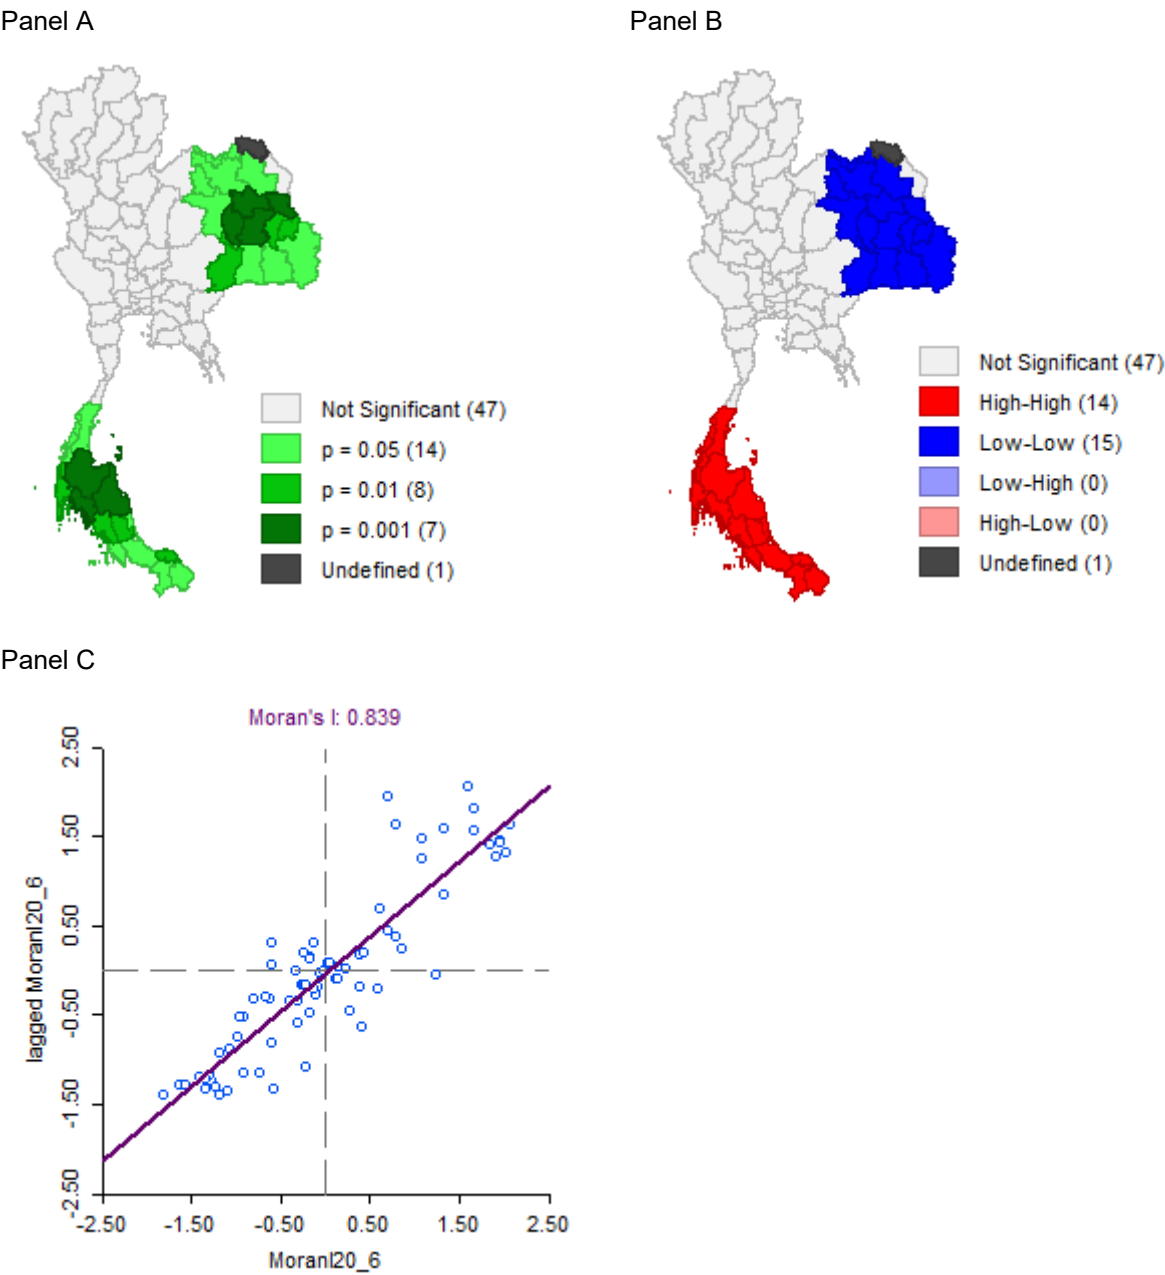 Panel A
Panel B
Not Significant (47)
p = 0.05 (14)
p = 0.01 (8)
p = 0.001 (7)
Undefined (1)
Not Significant (47)
High-High (14)
Low-Low (15)
Low-High (0)
High-Low (0)
Undefined (1)
Panel C
Moran's I: 0.839
lagged MoranI20_6
2.50
1.50
0.50
-0.50
-1.50
-2.50
-2.50 -1.50 -0.50 0.50 1.50 2.50
MoranI20_6